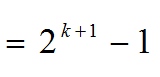 = 2^{k+1} − 1